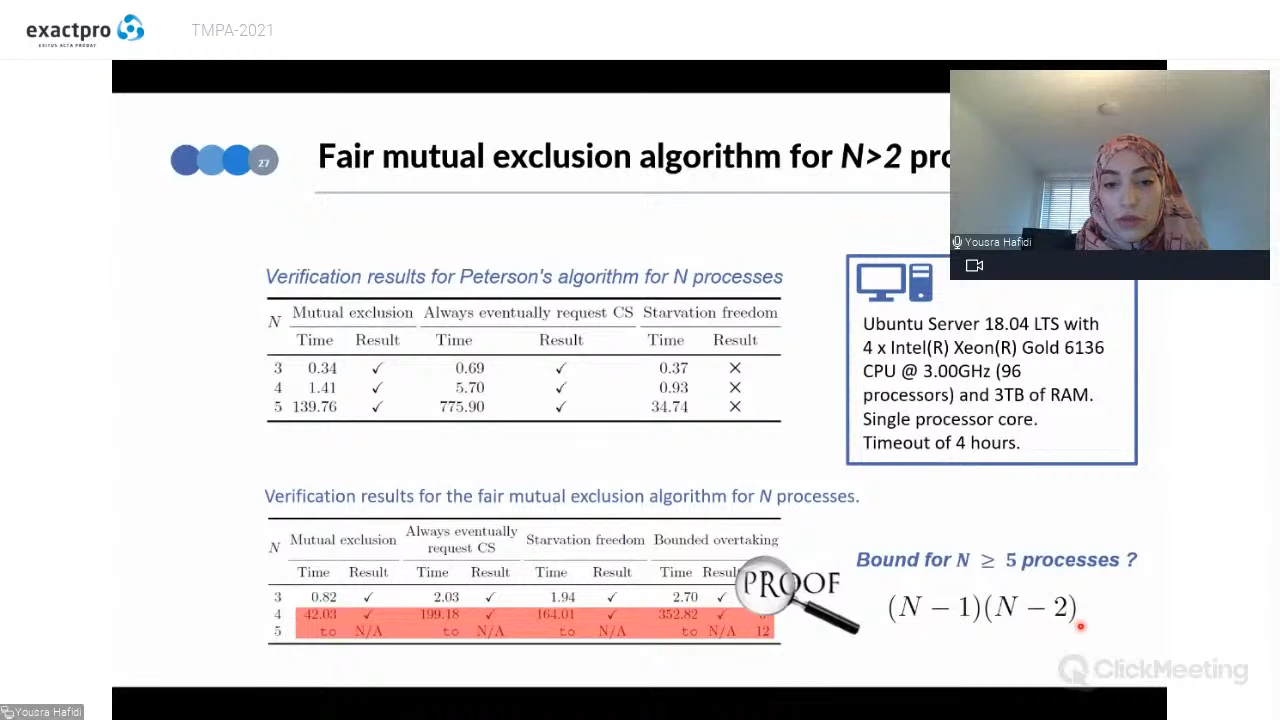 exactpro
EXITUS ACTA PROBAT
TMPA-2021
27
Fair mutual exclusion algorithm for N>2
Yousra Hafidi
Verification results for Peterson's algorithm for N processes
N Mutual exclusion Always eventually request CS Starvation freedom
Time Result Time Result Time Result
3 0.34 ✓ 0.69 ✓ 0.37 ✕
4 1.41 ✓ 5.70 ✓ 0.93 ✕
5 139.76 ✓ 775.90 ✓ 34.74 ✕
Ubuntu Server 18.04 LTS with
4 x Intel(R) Xeon(R) Gold 6136
CPU @ 3.00GHz (96
processors) and 3TB of RAM.
Single processor core.
Timeout of 4 hours.
Verification results for the fair mutual exclusion algorithm for N processes.
N Mutual exclusion Always eventually request CS Starvation freedom Bounded overtaking
Time Result Time Result Time Result Time Result
3 0.82 ✓ 2.03 ✓ 1.94 ✓ 2.70 ✓
4 42.03 ✓ 199.18 ✓ 164.01 ✓ 352.82 ✓
5 to N/A to N/A to N/A to N/A 12
PROOF
Bound for N ≥ 5 processes ?
(N − 1)(N − 2)
ClickMeeting
Yousra Hafidi